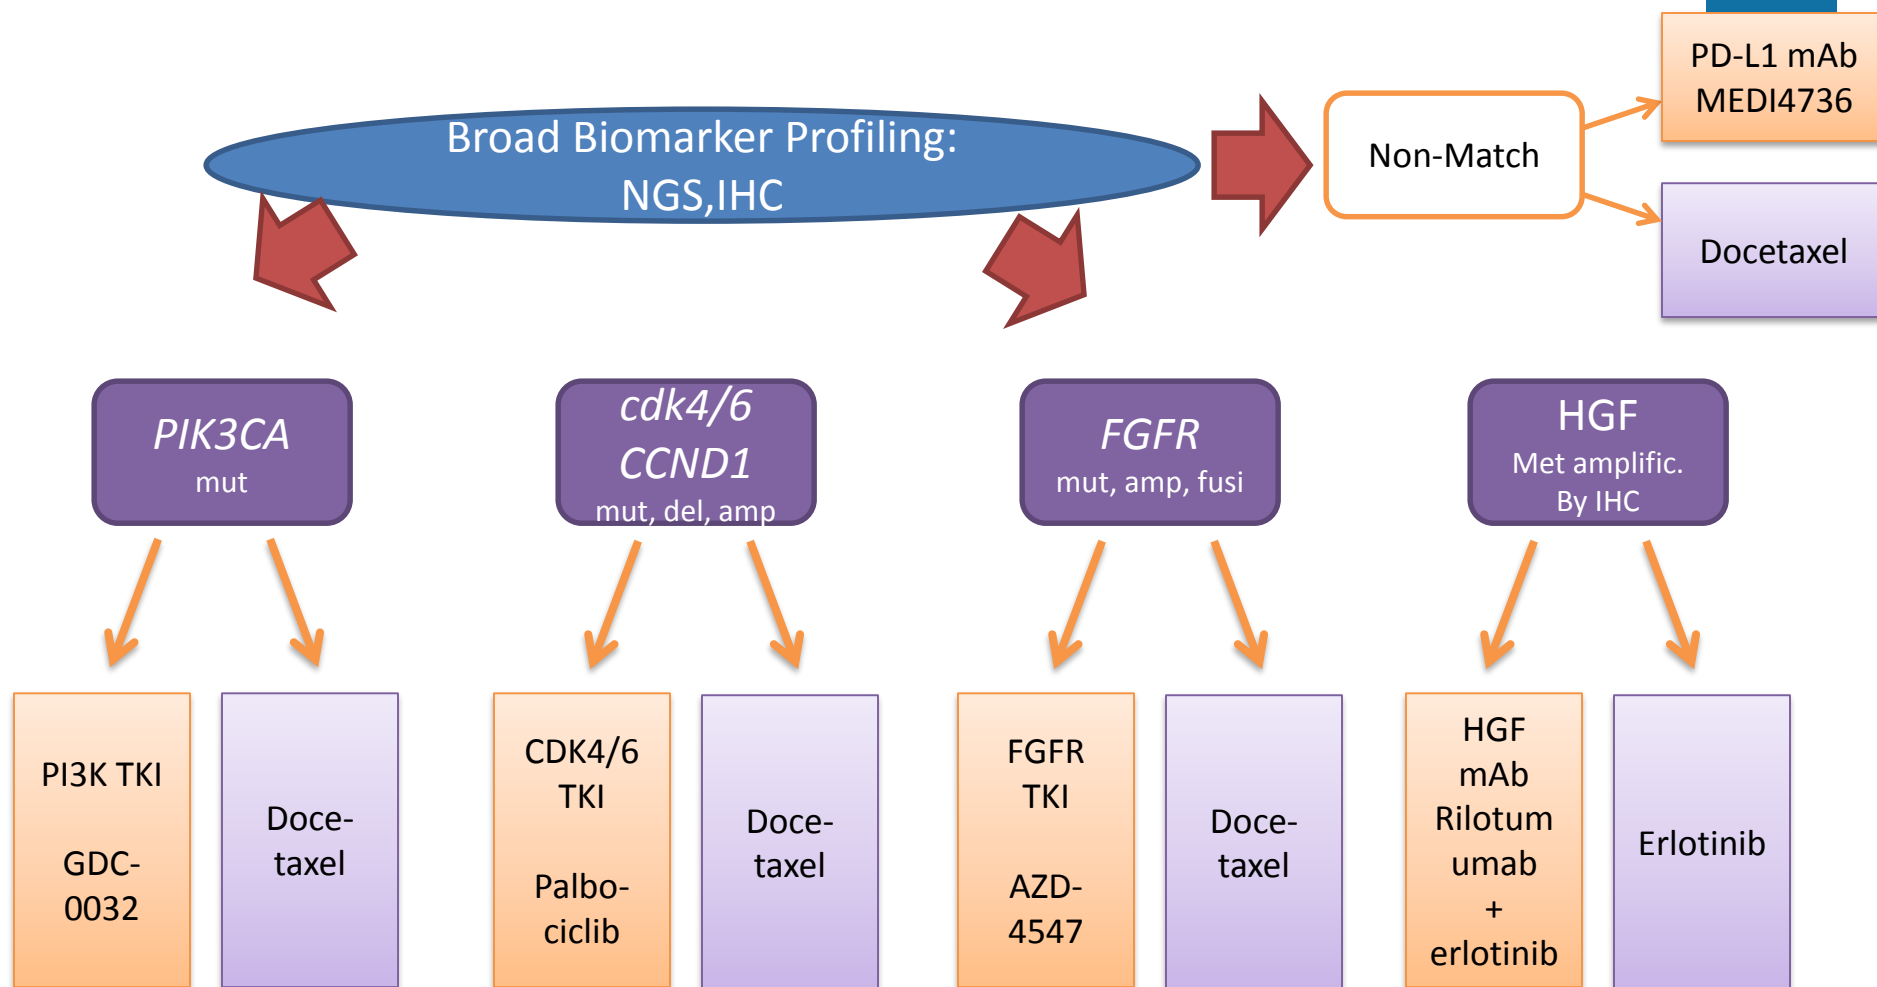 PD-L1 mAb
MEDI4736
Broad Biomarker Profiling:
NGS,IHC
Non-Match
Docetaxel
PIK3CA
mut
cdk4/6
CCND1
mut, del, amp
FGFR
mut, amp, fusi
HGF
Met amplific.
By IHC
PI3K TKI
GDC-
0032
Doce-
taxel
CDK4/6
TKI
Palbo-
ciclib
Doce-
taxel
FGFR
TKI
AZD-
4547
Doce-
taxel
HGF
mAb
Rilotum
umab
+
erlotinib
Erlotinib